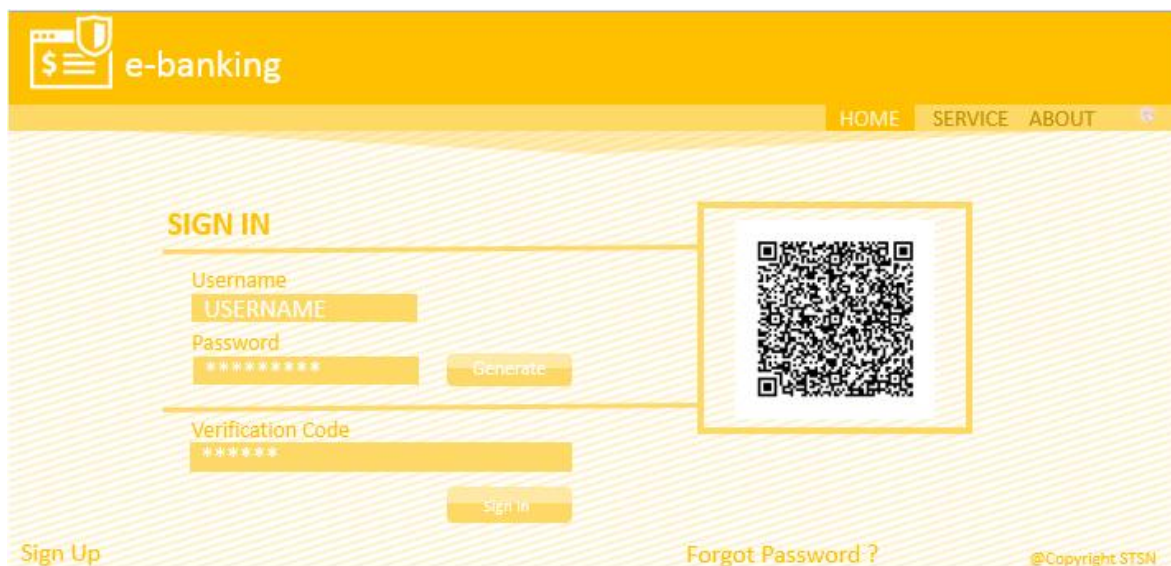 $
e-banking
HOME SERVICE ABOUT
SIGN IN
Username
USERNAME
Password
*********
Generate
Verification Code
******
Sign In
Sign Up
Forgot Password ?
@Copyright STSN